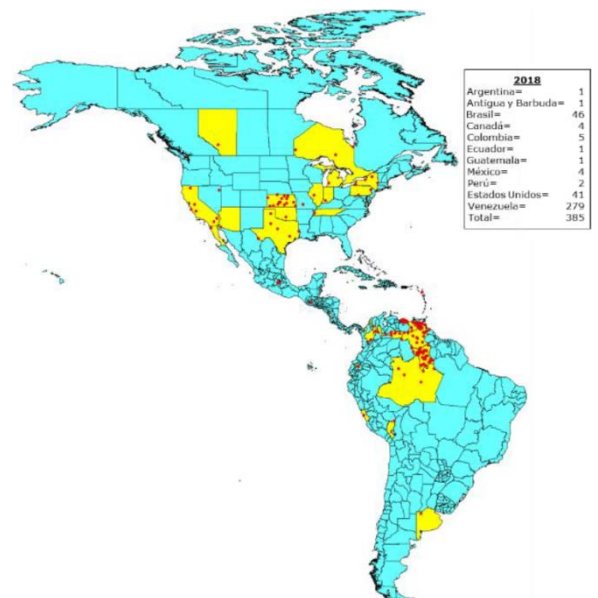 2018
Argentina= 1
Antigua y Barbuda= 1
Brasil= 46
Canadá= 4
Colombia= 5
Ecuador= 1
Guatemala= 1
México= 4
Perú= 2
Estados Unidos= 41
Venezuela= 279
Total= 385